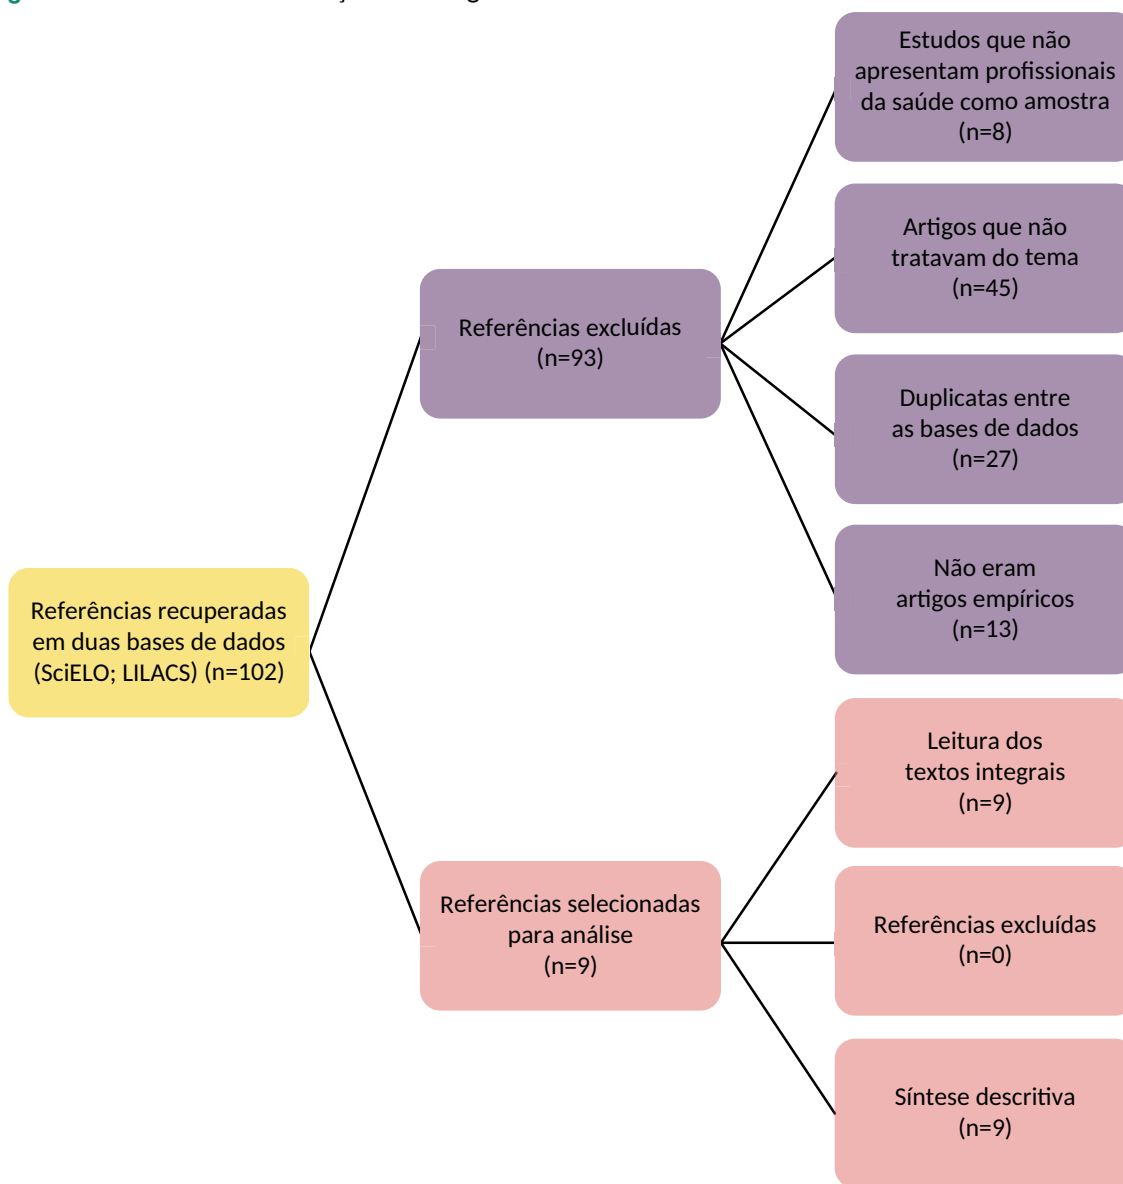 Estudos que não
apresentam profissionais
da saúde como amostra
(n=8)
Artigos que não
tratavam do tema
(n=45)
Referências excluídas
(n=93)
Duplicatas entre
as bases de dados
(n=27)
Não eram
artigos empíricos
(n=13)
Referências recuperadas
em duas bases de dados
(SciELO; LILACS) (n=102)
Leitura dos
textos integrais
(n=9)
Referências selecionadas
para análise
(n=9)
Referências excluídas
(n=0)
Síntese descritiva
(n=9)